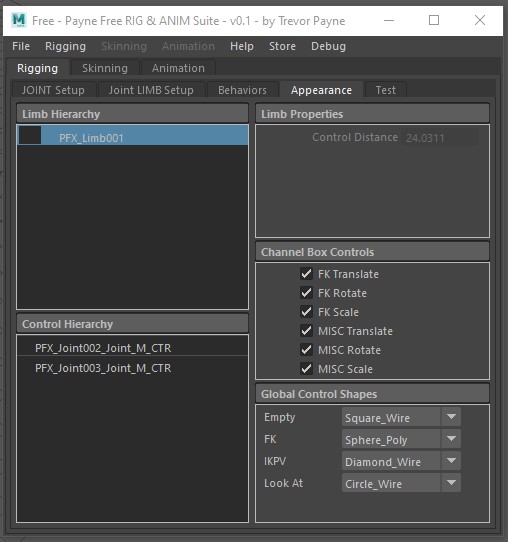 M Free - Payne Free RIG & ANIM Suite - v0.1 - by Trevor Payne
File Rigging Skinning Animation Help Store Debug
Rigging Skinning Animation
JOINT Setup Joint LIMB Setup Behaviors Appearance Test
Limb Hierarchy
PFX_Limb001
Control Hierarchy
PFX_Joint002_Joint_M_CTR
PFX_Joint003_Joint_M_CTR
Limb Properties
Control Distance 24.0311
Channel Box Controls
FK Translate
FK Rotate
FK Scale
MISC Translate
MISC Rotate
MISC Scale
Global Control Shapes
Empty Square_Wire
FK Sphere_Poly
IKPV Diamond_Wire
Look At Circle_Wire